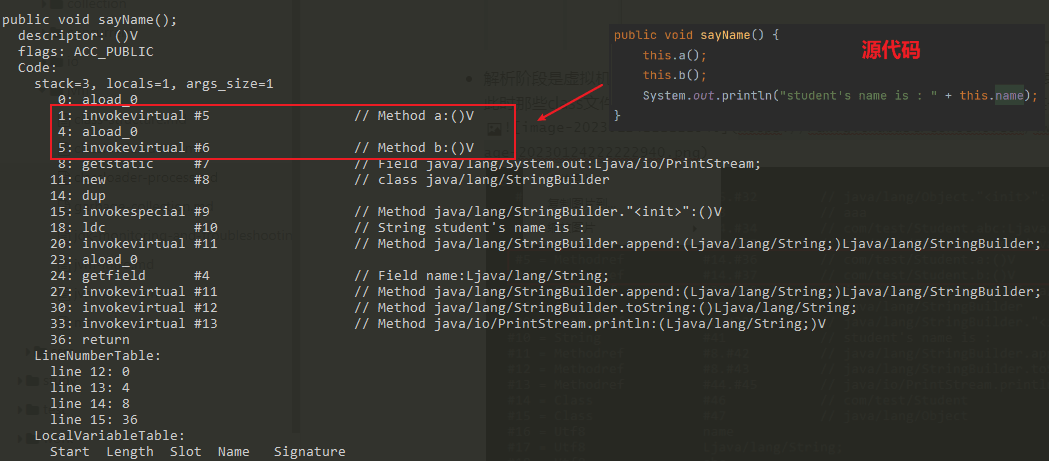 public void sayName();
descriptor: ()V
flags: ACC_PUBLIC
Code:
stack=3, locals=1, args_size=1
0: aload_0
1: invokevirtual #5 // Method a:()V
4: aload_0
5: invokevirtual #6 // Method b:()V
8: getstatic #7 // Field java/lang/System.out:Ljava/io/PrintStream;
11: new #8 // class java/lang/StringBuilder
14: dup
15: invokespecial #9 // Method java/lang/StringBuilder."<init>":()V
18: ldc #10 // String student's name is :
20: invokevirtual #11 // Method java/lang/StringBuilder.append:(Ljava/lang/String;)Ljava/lang/StringBuilder;
23: aload_0
24: getfield #4 // Field name:Ljava/lang/String;
27: invokevirtual #11 // Method java/lang/StringBuilder.append:(Ljava/lang/String;)Ljava/lang/StringBuilder;
30: invokevirtual #12 // Method java/lang/StringBuilder.toString:()Ljava/lang/String;
33: invokevirtual #13 // Method java/io/PrintStream.println:(Ljava/lang/String;)V
36: return
LineNumberTable:
line 12: 0
line 13: 4
line 14: 8
line 15: 36
LocalVariableTable:
Start Length Slot Name Signature
public void sayName() {
源代码
this.a();
this.b();
System.out.println("student's name is : " + this.name);
}
解析阶段是虚拟机